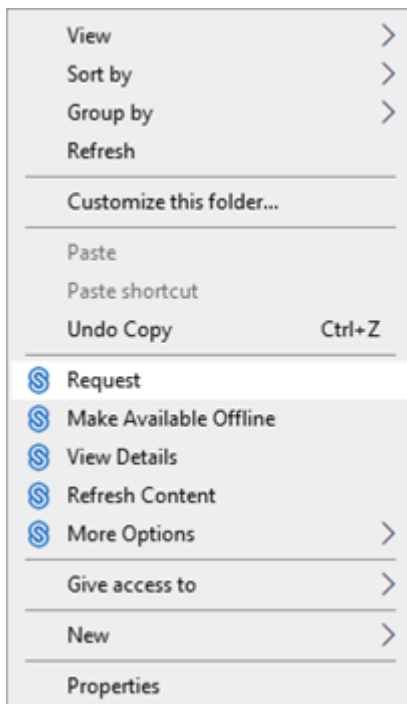 View
Sort by
Group by
Refresh
Customize this folder...
Paste
Paste shortcut
Undo Copy Ctrl+Z
Request
Make Available Offline
View Details
Refresh Content
More Options
Give access to
New
Properties